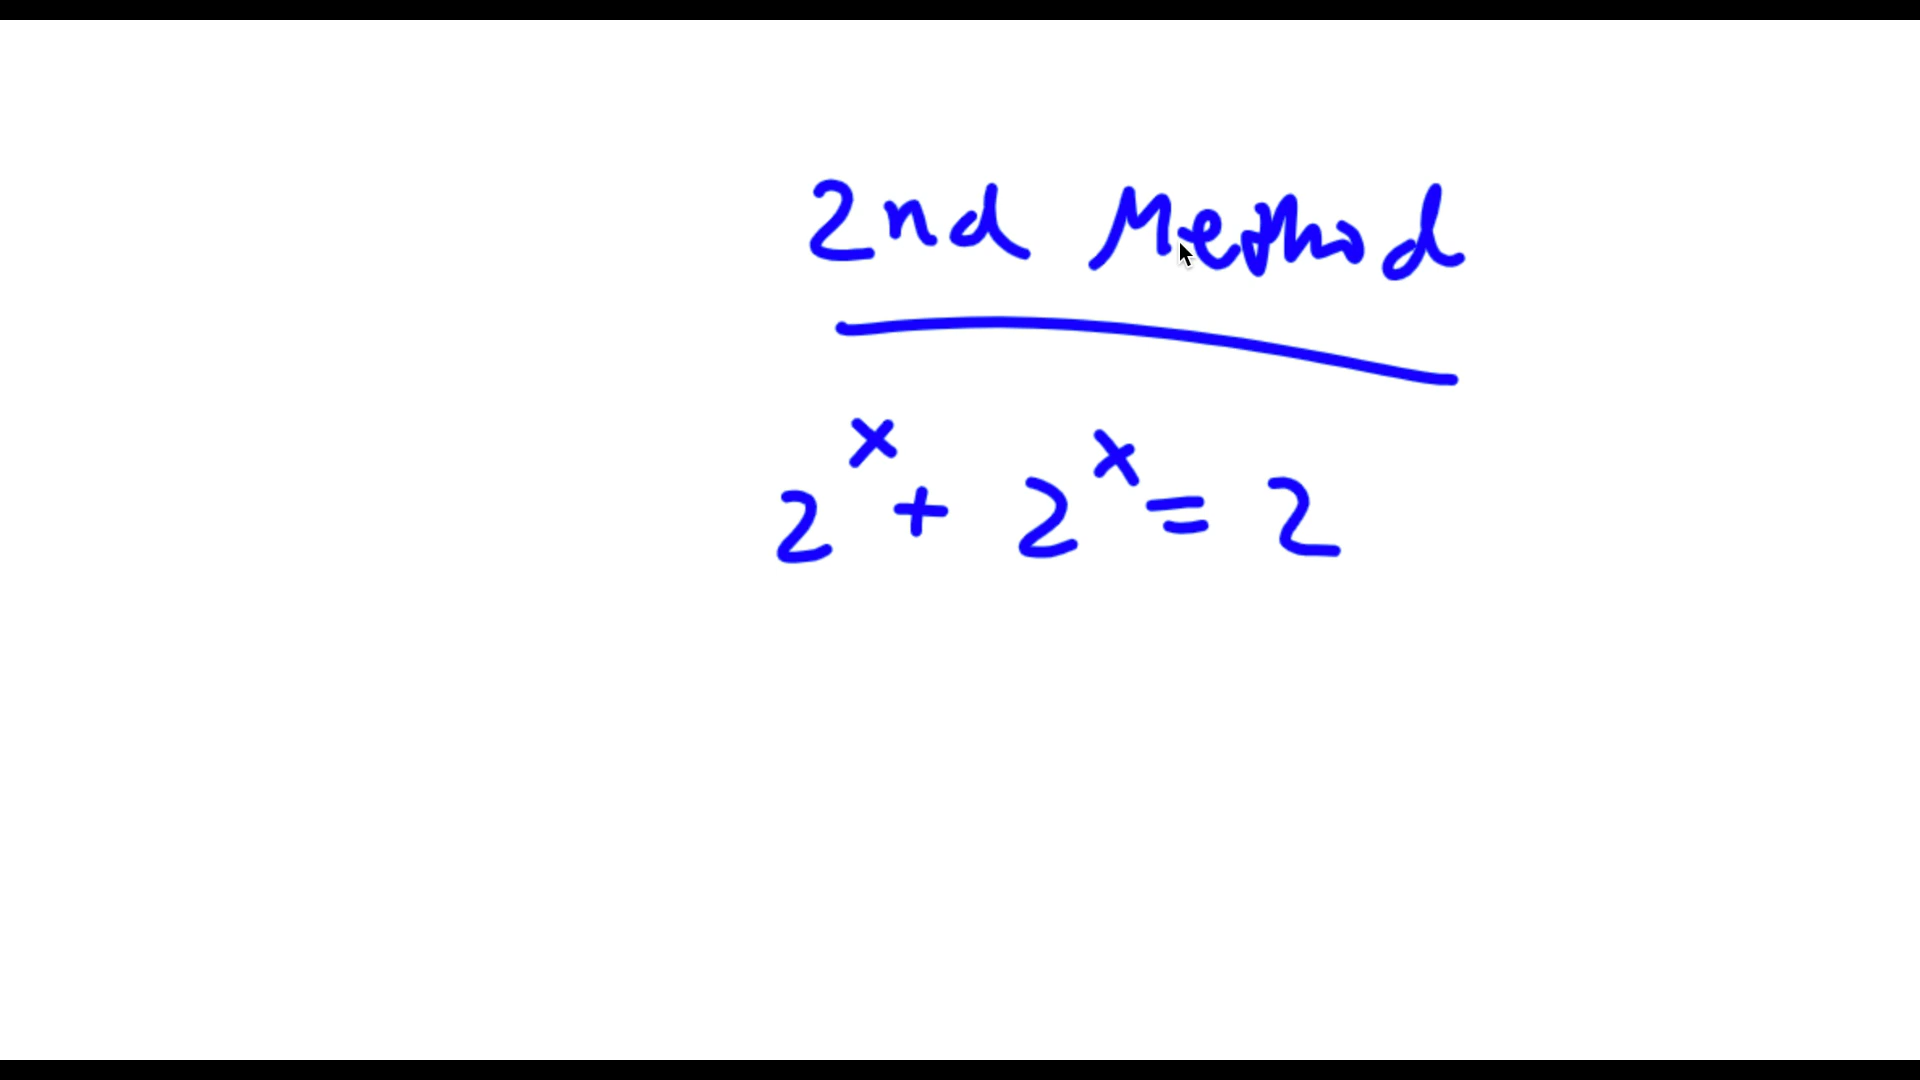 2nd Method
2^x + 2^x = 2